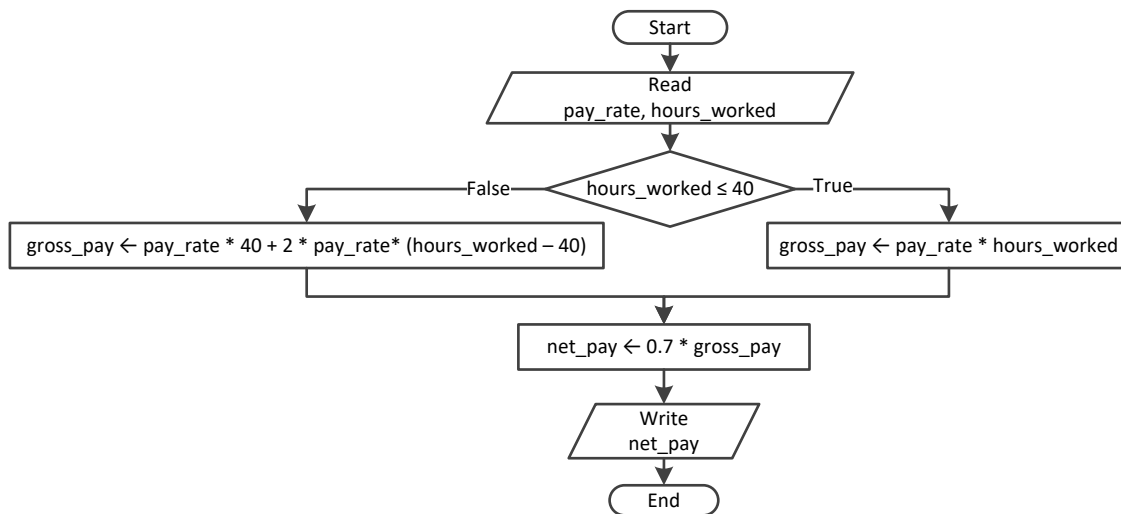 Start
Read
pay_rate, hours_worked
False
hours_worked ≤ 40
True
gross_pay ← pay_rate * 40 + 2 * pay_rate* (hours_worked – 40)
gross_pay ← pay_rate * hours_worked
net_pay ← 0.7 * gross_pay
Write
net_pay
End